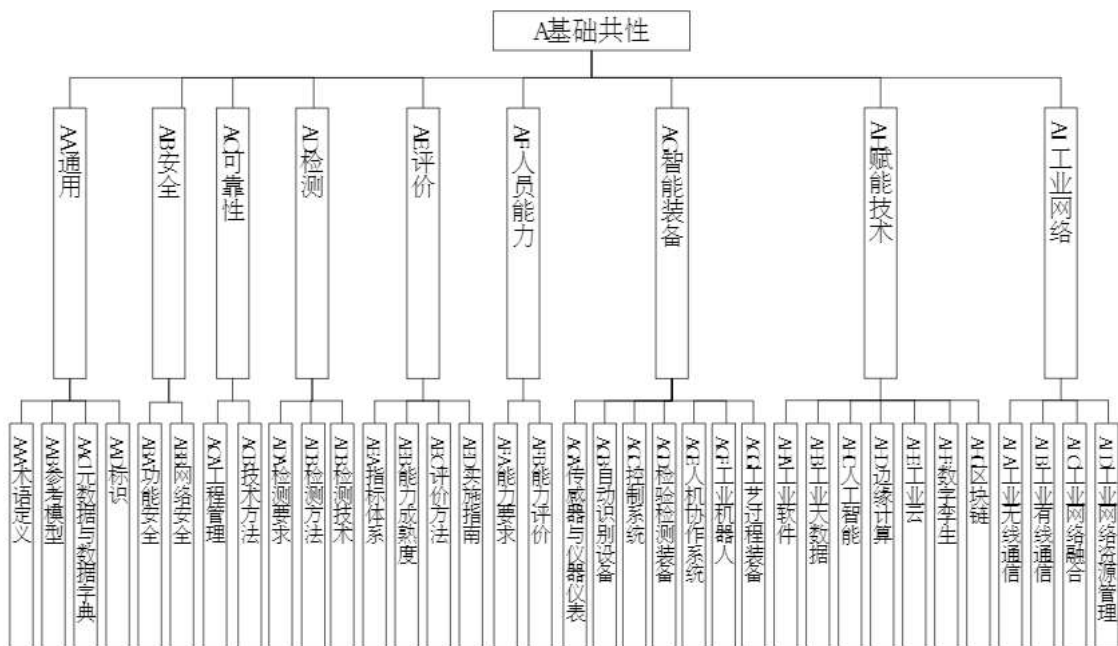 A基础共性
AA通用
AB安全
AC可靠性
AD检测
AE评价
AF人员能力
AG智能装备
AH赋能技术
AI工业网络
AAA术语定义
AAB参考模型
AAC元数据与数据字典
AAD标识
ABA功能安全
ABB网络安全
ACA工程管理
ACB技术方法
ADA检测要求
ADB检测方法
检测技术
AEA指标体系
AEB能力成熟度
AEC评价方法
AED实施指南
AFA能力要求
AFB能力评价
AGA传感器与仪器仪表
AGB自动识别设备
AGC控制系统
AGD检验检测装备
AGE人机协作系统
AGF工业机器人
AGG工艺过程装备
AHA工业软件
AHB工业大数据
AHC人工智能
AHD边缘计算
AHE工业云
AHF数字孪生
AHG区块链
AIA工业无线通信
AIB工业有线通信
AIC工业网络融合
AID工业网络资源管理